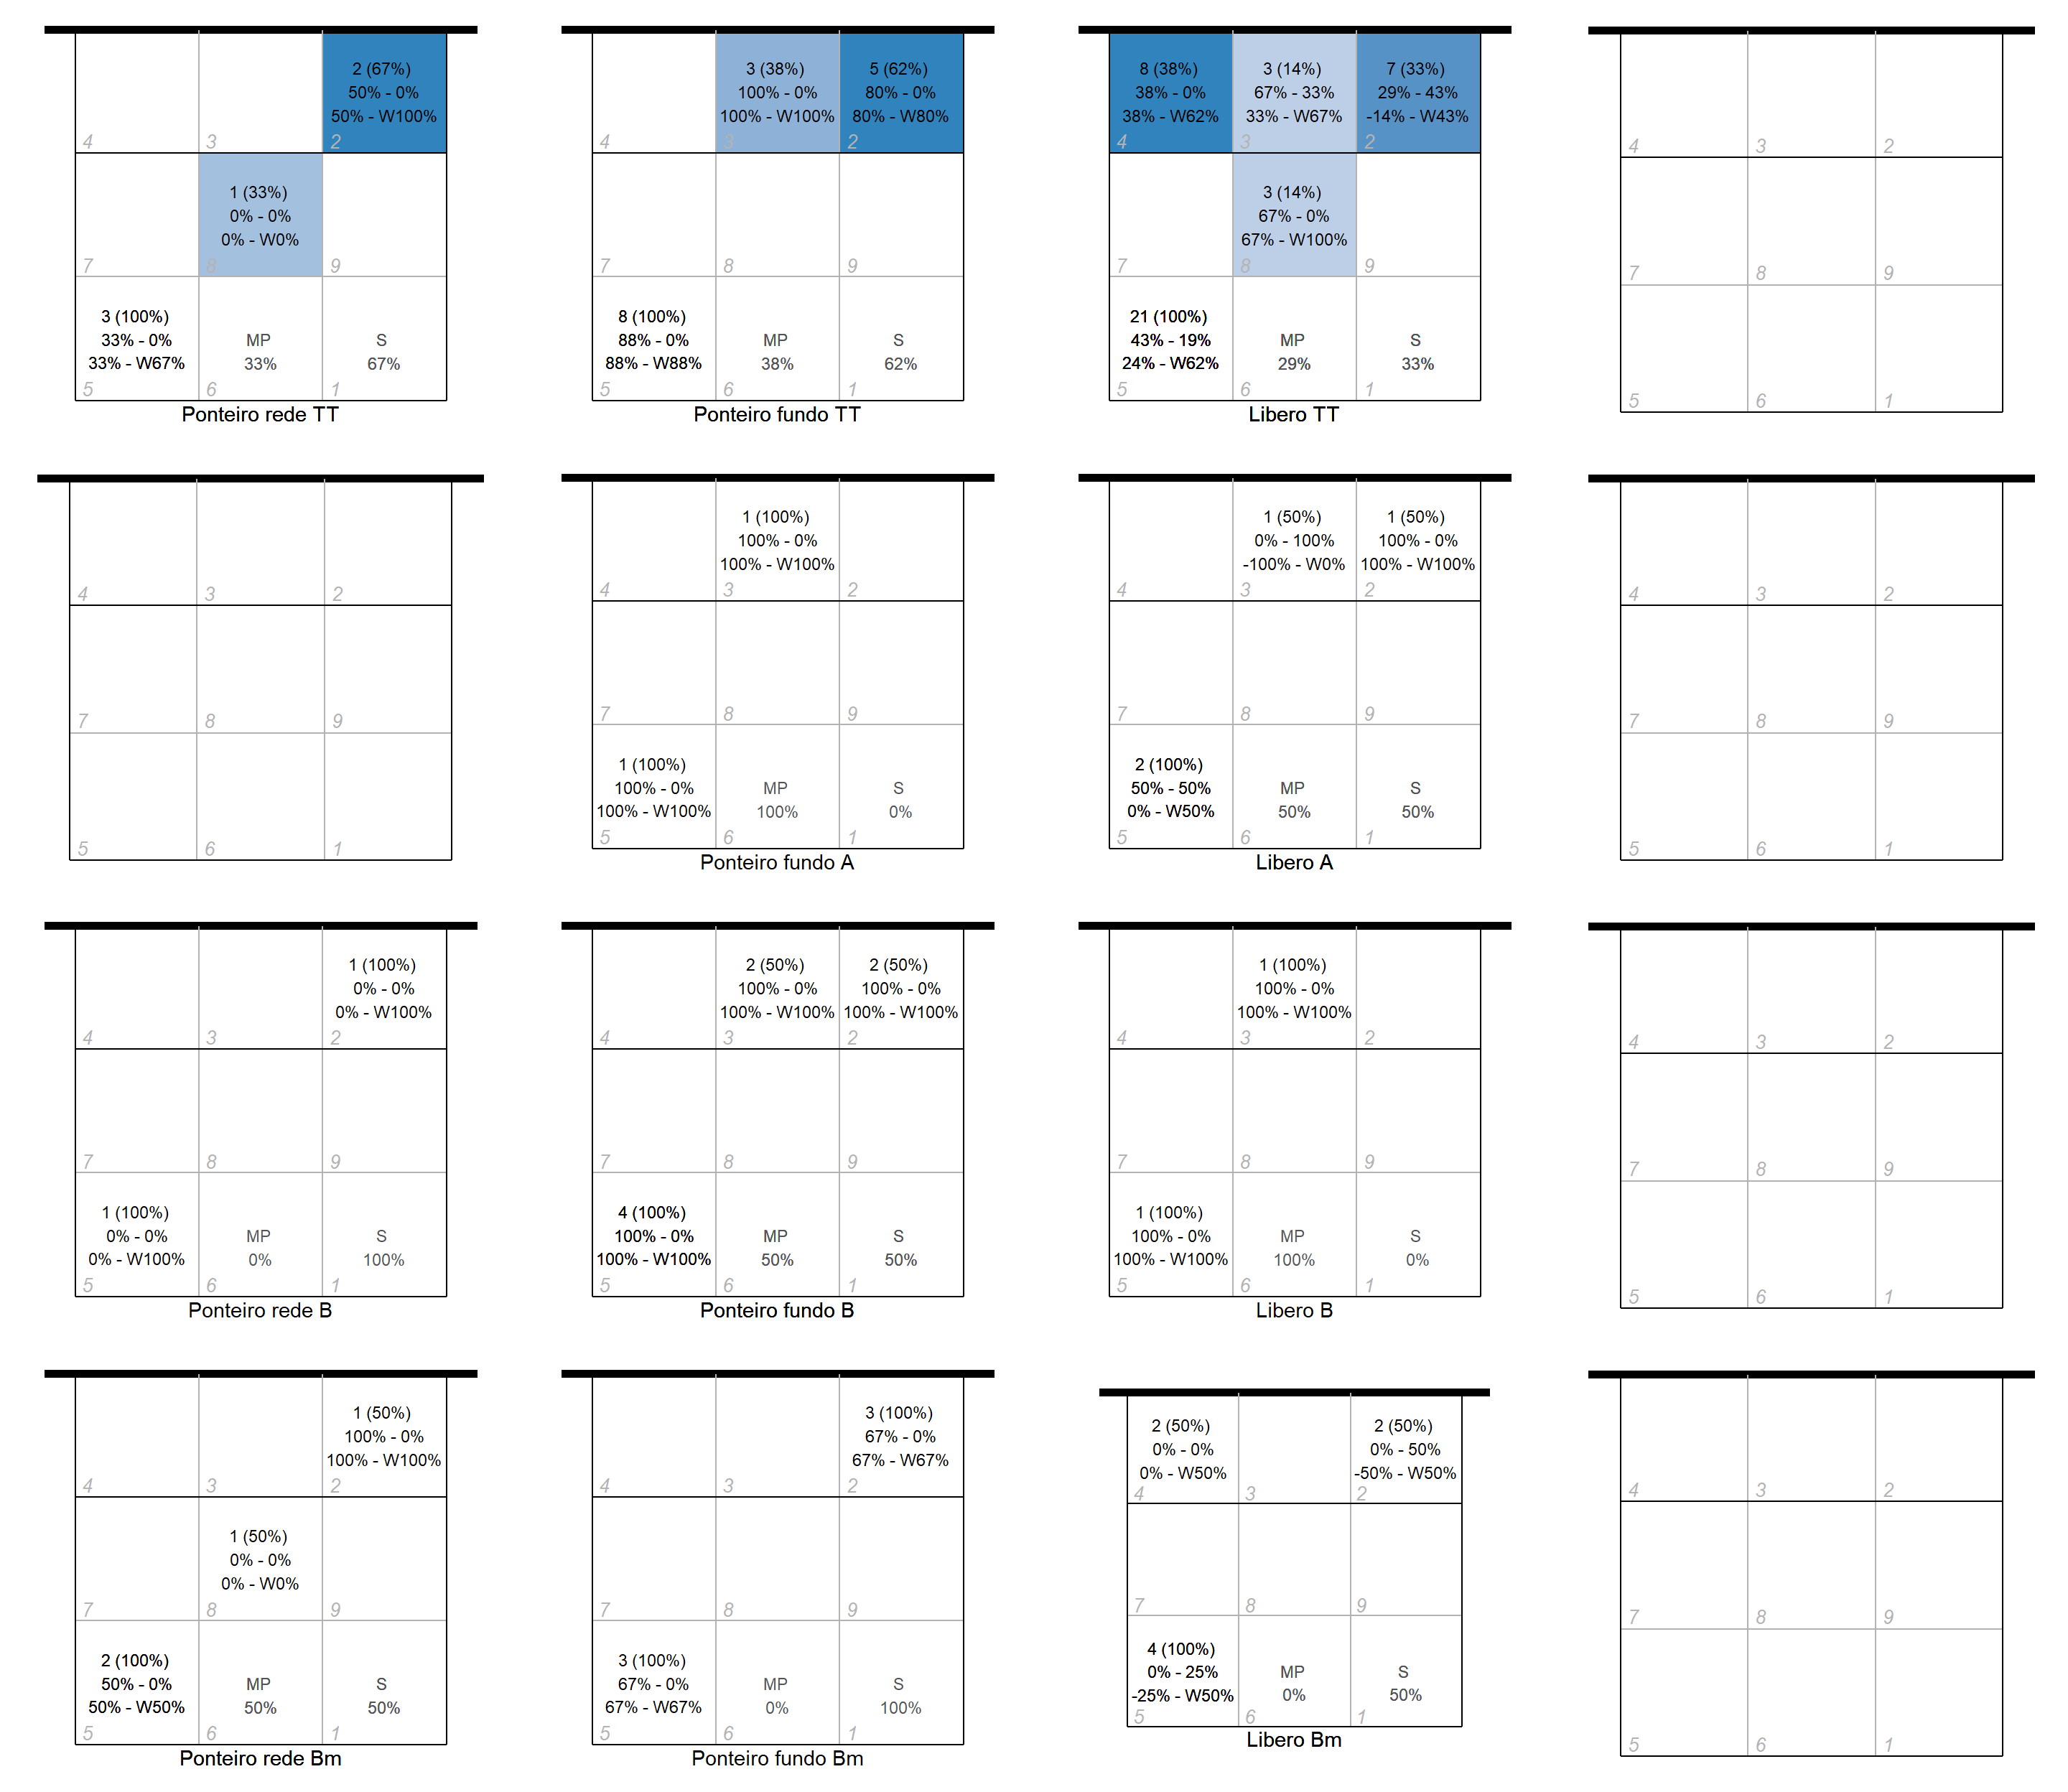 2 (67%)
50% - 0%
50% - W100%
4 3 2
1 (33%)
0% - 0%
0% - W0%
7 8 9
3 (100%)
33% - 0% MP S
33% - W67% 33% 67%
5 6 1
Ponteiro rede TT
3 (38%) 5 (62%)
100% - 0% 80% - 0%
100% - W100% 80% - W80%
4 3 2
7 8 9
8 (100%)
88% - 0% MP S
88% - W88% 38% 62%
5 6 1
Ponteiro fundo TT
8 (38%) 3 (14%) 7 (33%)
38% - 0% 67% - 33% 29% - 43%
38% - W62% 33% - W67% -14% - W43%
4 3 2
3 (14%)
67% - 0%
67% - W100%
7 8 9
21 (100%)
43% - 19% MP S
24% - W62% 29% 33%
5 6 1
Libero TT
4 3 2
7 8 9
5 6 1
4 3 2
7 8 9
5 6 1
1 (100%)
100% - 0%
100% - W100%
4 3 2
7 8 9
1 (100%)
100% - 0% MP S
100% - W100% 100% 0%
5 6 1
Ponteiro fundo A
1 (50%) 1 (50%)
0% - 100% 100% - 0%
-100% - W0% 100% - W100%
4 3 2
7 8 9
2 (100%)
50% - 50% MP S
0% - W50% 50% 50%
5 6 1
Libero A
4 3 2
7 8 9
5 6 1
1 (100%)
0% - 0%
0% - W100%
4 3 2
7 8 9
1 (100%)
0% - 0% MP S
0% - W100% 0% 100%
5 6 1
Ponteiro rede B
2 (50%) 2 (50%)
100% - 0% 100% - 0%
100% - W100% 100% - W100%
4 3 2
7 8 9
4 (100%)
100% - 0% MP S
100% - W100% 50% 50%
5 6 1
Ponteiro fundo B
1 (100%)
100% - 0%
100% - W100%
4 3 2
7 8 9
1 (100%)
100% - 0% MP S
100% - W100% 100% 0%
5 6 1
Libero B
4 3 2
7 8 9
5 6 1
1 (50%)
100% - 0%
100% - W100%
4 3 2
1 (50%)
0% - 0%
0% - W0%
7 8 9
2 (100%)
50% - 0% MP S
50% - W50% 50% 50%
5 6 1
Ponteiro rede Bm
3 (100%)
67% - 0%
67% - W67%
4 3 2
7 8 9
3 (100%)
67% - 0% MP S
67% - W67% 0% 100%
5 6 1
Ponteiro fundo Bm
2 (50%) 2 (50%)
0% - 0% 0% - 50%
0% - W50% -50% - W50%
4 3 2
7 8 9
4 (100%)
0% - 25% MP S
-25% - W50% 0% 50%
5 6 1
Libero Bm
4 3 2
7 8 9
5 6 1